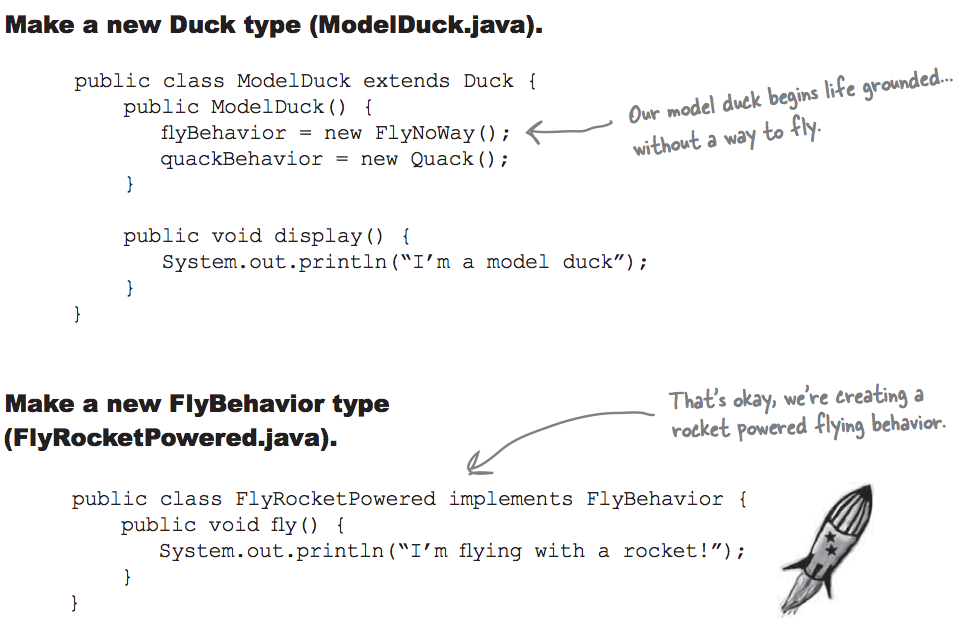 Make a new Duck type (ModelDuck.java).
public class ModelDuck extends Duck {
public ModelDuck() {
flyBehavior = new FlyNoWay();
quackBehavior = new Quack();
}
Our model duck begins life grounded...
without a way to fly.
public void display() {
System.out.println(“I’m a model duck”);
}
}
Make a new FlyBehavior type
(FlyRocketPowered.java).
That's okay, we're creating a
rocket powered flying behavior.
public class FlyRocketPowered implements FlyBehavior {
public void fly() {
System.out.println(“I’m flying with a rocket!”);
}
}